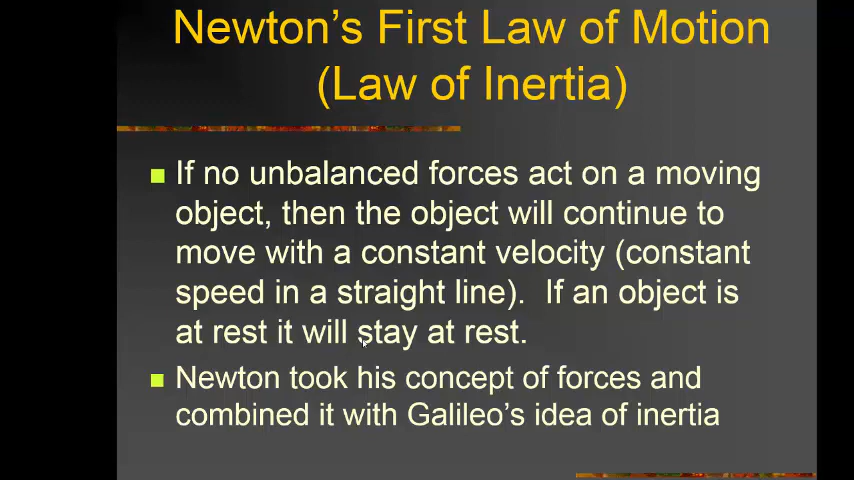 Newton's First Law of Motion
(Law of Inertia)
If no unbalanced forces act on a moving
object, then the object will continue to
move with a constant velocity (constant
speed in a straight line).  If an object is
at rest it will stay at rest.
Newton took his concept of forces and
combined it with Galileo's idea of inertia